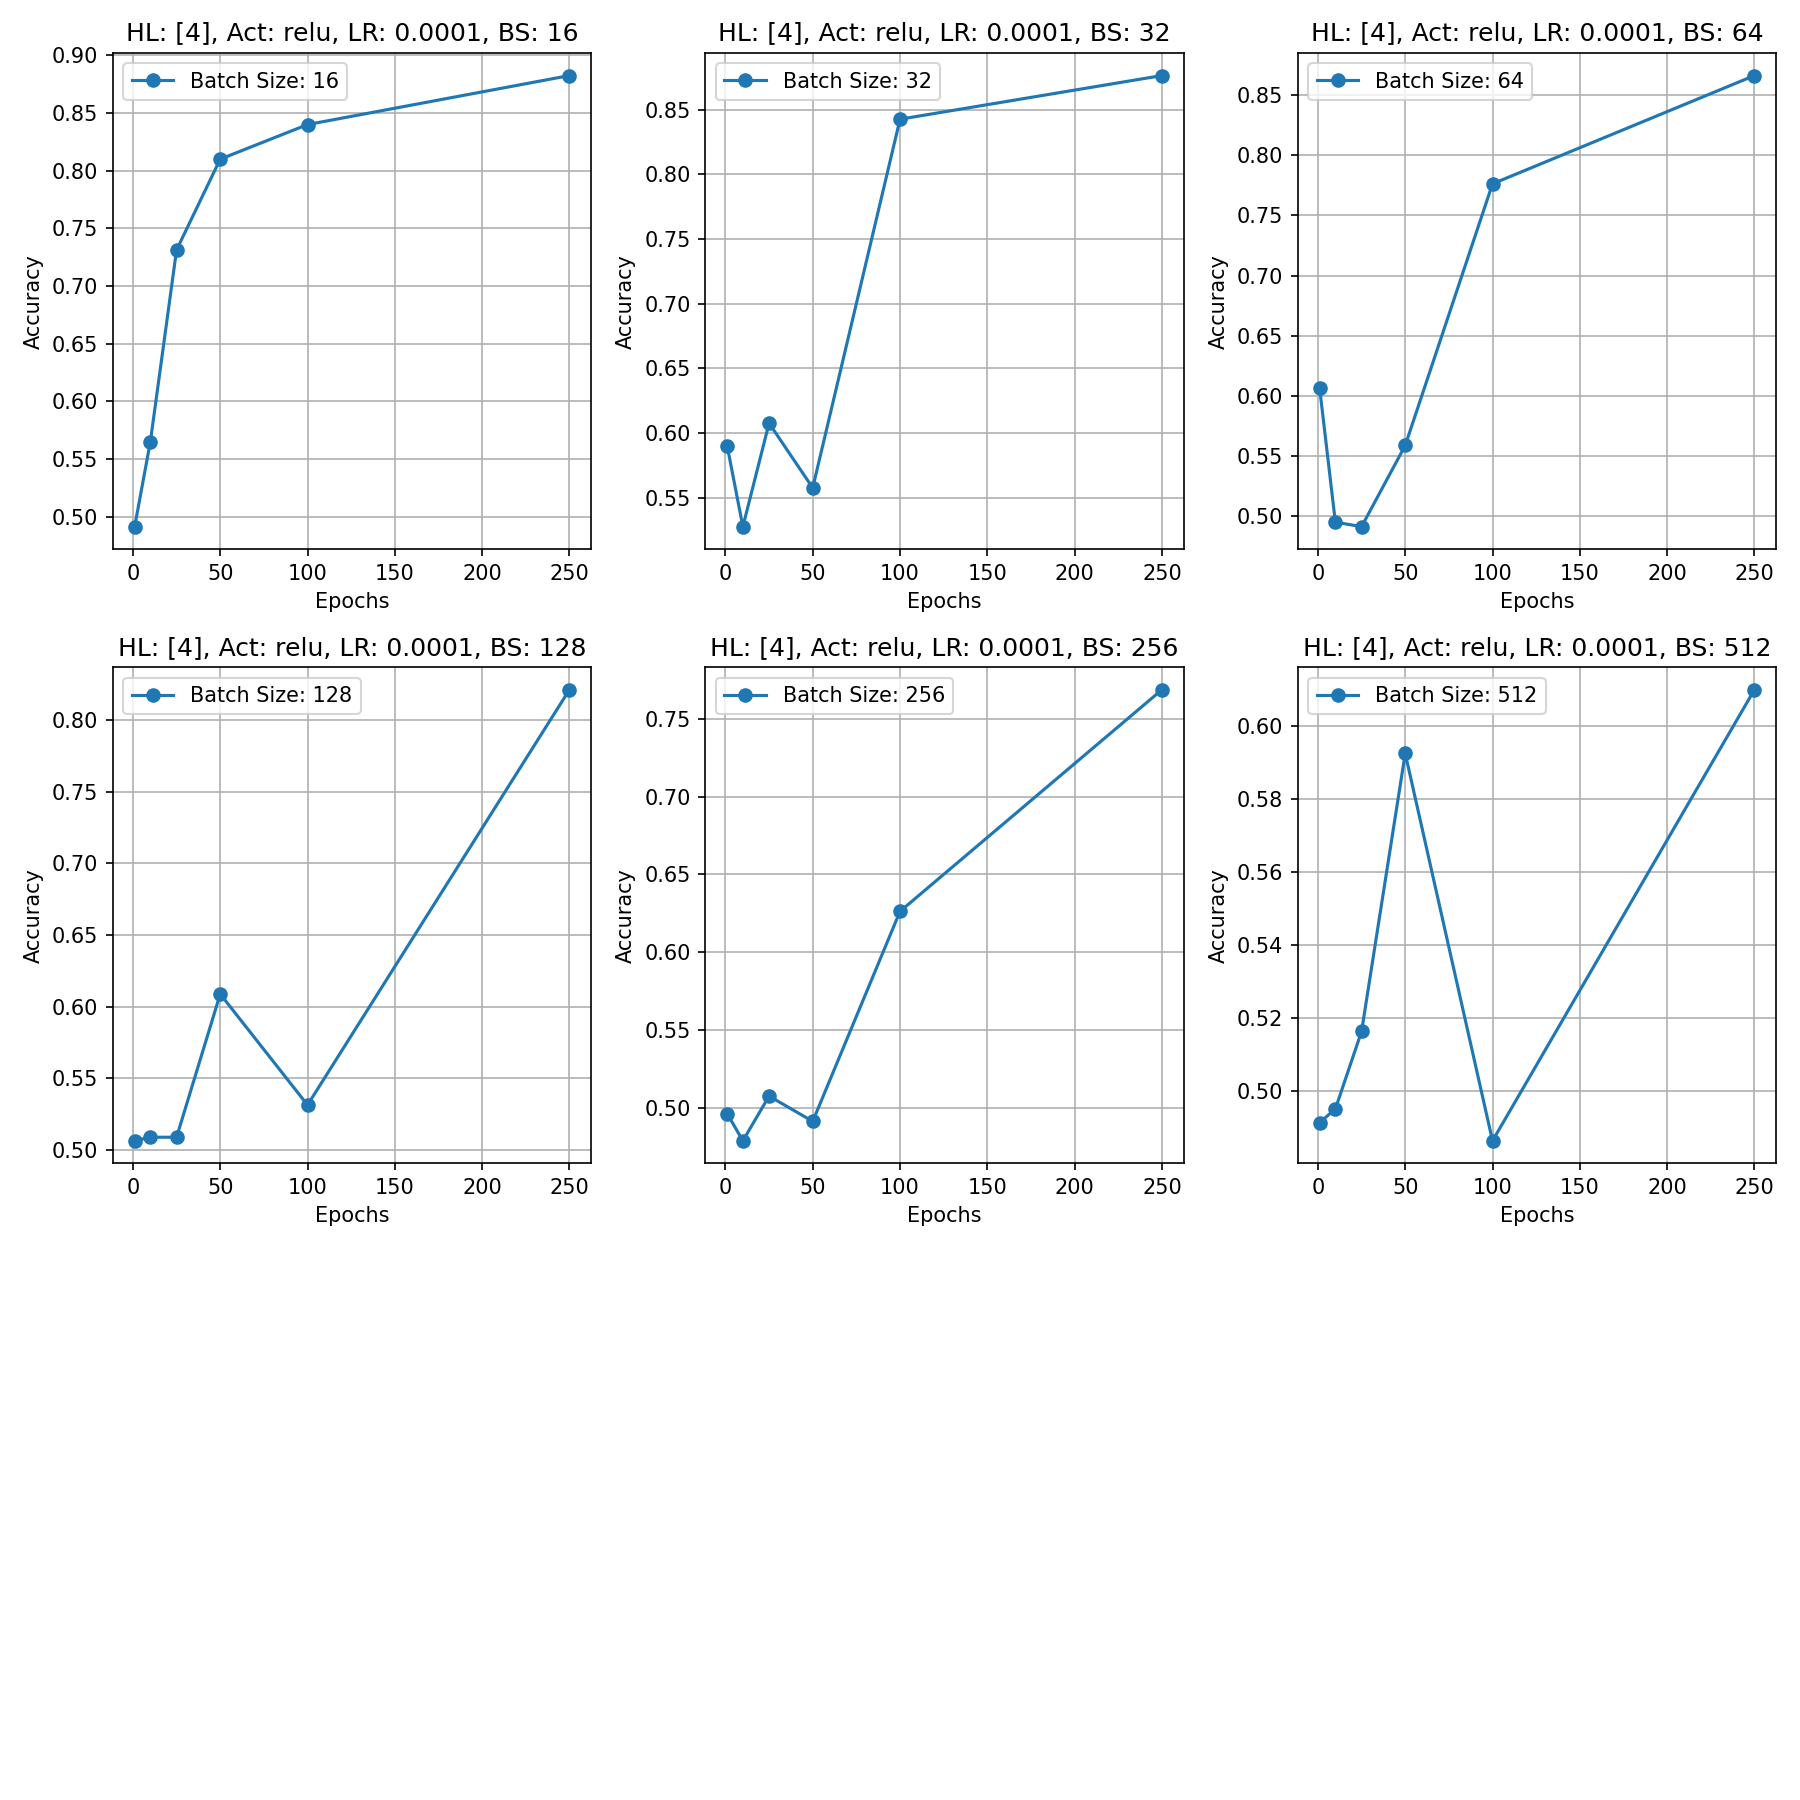 HL: [4], Act: relu, LR: 0.0001, BS: 16
Batch Size: 16
0.90
0.85
0.80
0.75
0.70
0.65
0.60
0.55
0.50
Accuracy
0 50 100 150 200 250
Epochs
HL: [4], Act: relu, LR: 0.0001, BS: 32
Batch Size: 32
0.85
0.80
0.75
0.70
0.65
0.60
0.55
Accuracy
0 50 100 150 200 250
Epochs
HL: [4], Act: relu, LR: 0.0001, BS: 64
Batch Size: 64
0.85
0.80
0.75
0.70
0.65
0.60
0.55
0.50
Accuracy
0 50 100 150 200 250
Epochs
HL: [4], Act: relu, LR: 0.0001, BS: 128
Batch Size: 128
0.80
0.75
0.70
0.65
0.60
0.55
0.50
Accuracy
0 50 100 150 200 250
Epochs
HL: [4], Act: relu, LR: 0.0001, BS: 256
Batch Size: 256
0.75
0.70
0.65
0.60
0.55
0.50
Accuracy
0 50 100 150 200 250
Epochs
HL: [4], Act: relu, LR: 0.0001, BS: 512
Batch Size: 512
0.60
0.58
0.56
0.54
0.52
0.50
Accuracy
0 50 100 150 200 250
Epochs